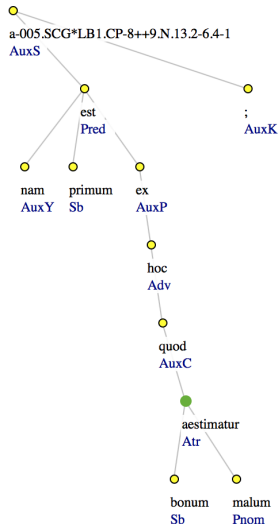 a-005.SCG*LB1.CP-8++9.N.13.2-6.4-1
AuxS
est ;
Pred AuxK
nam primum ex
AuxY Sb AuxP
hoc
Adv
quod
AuxC
aestimatur
Atr
bonum malum
Sb Pnom